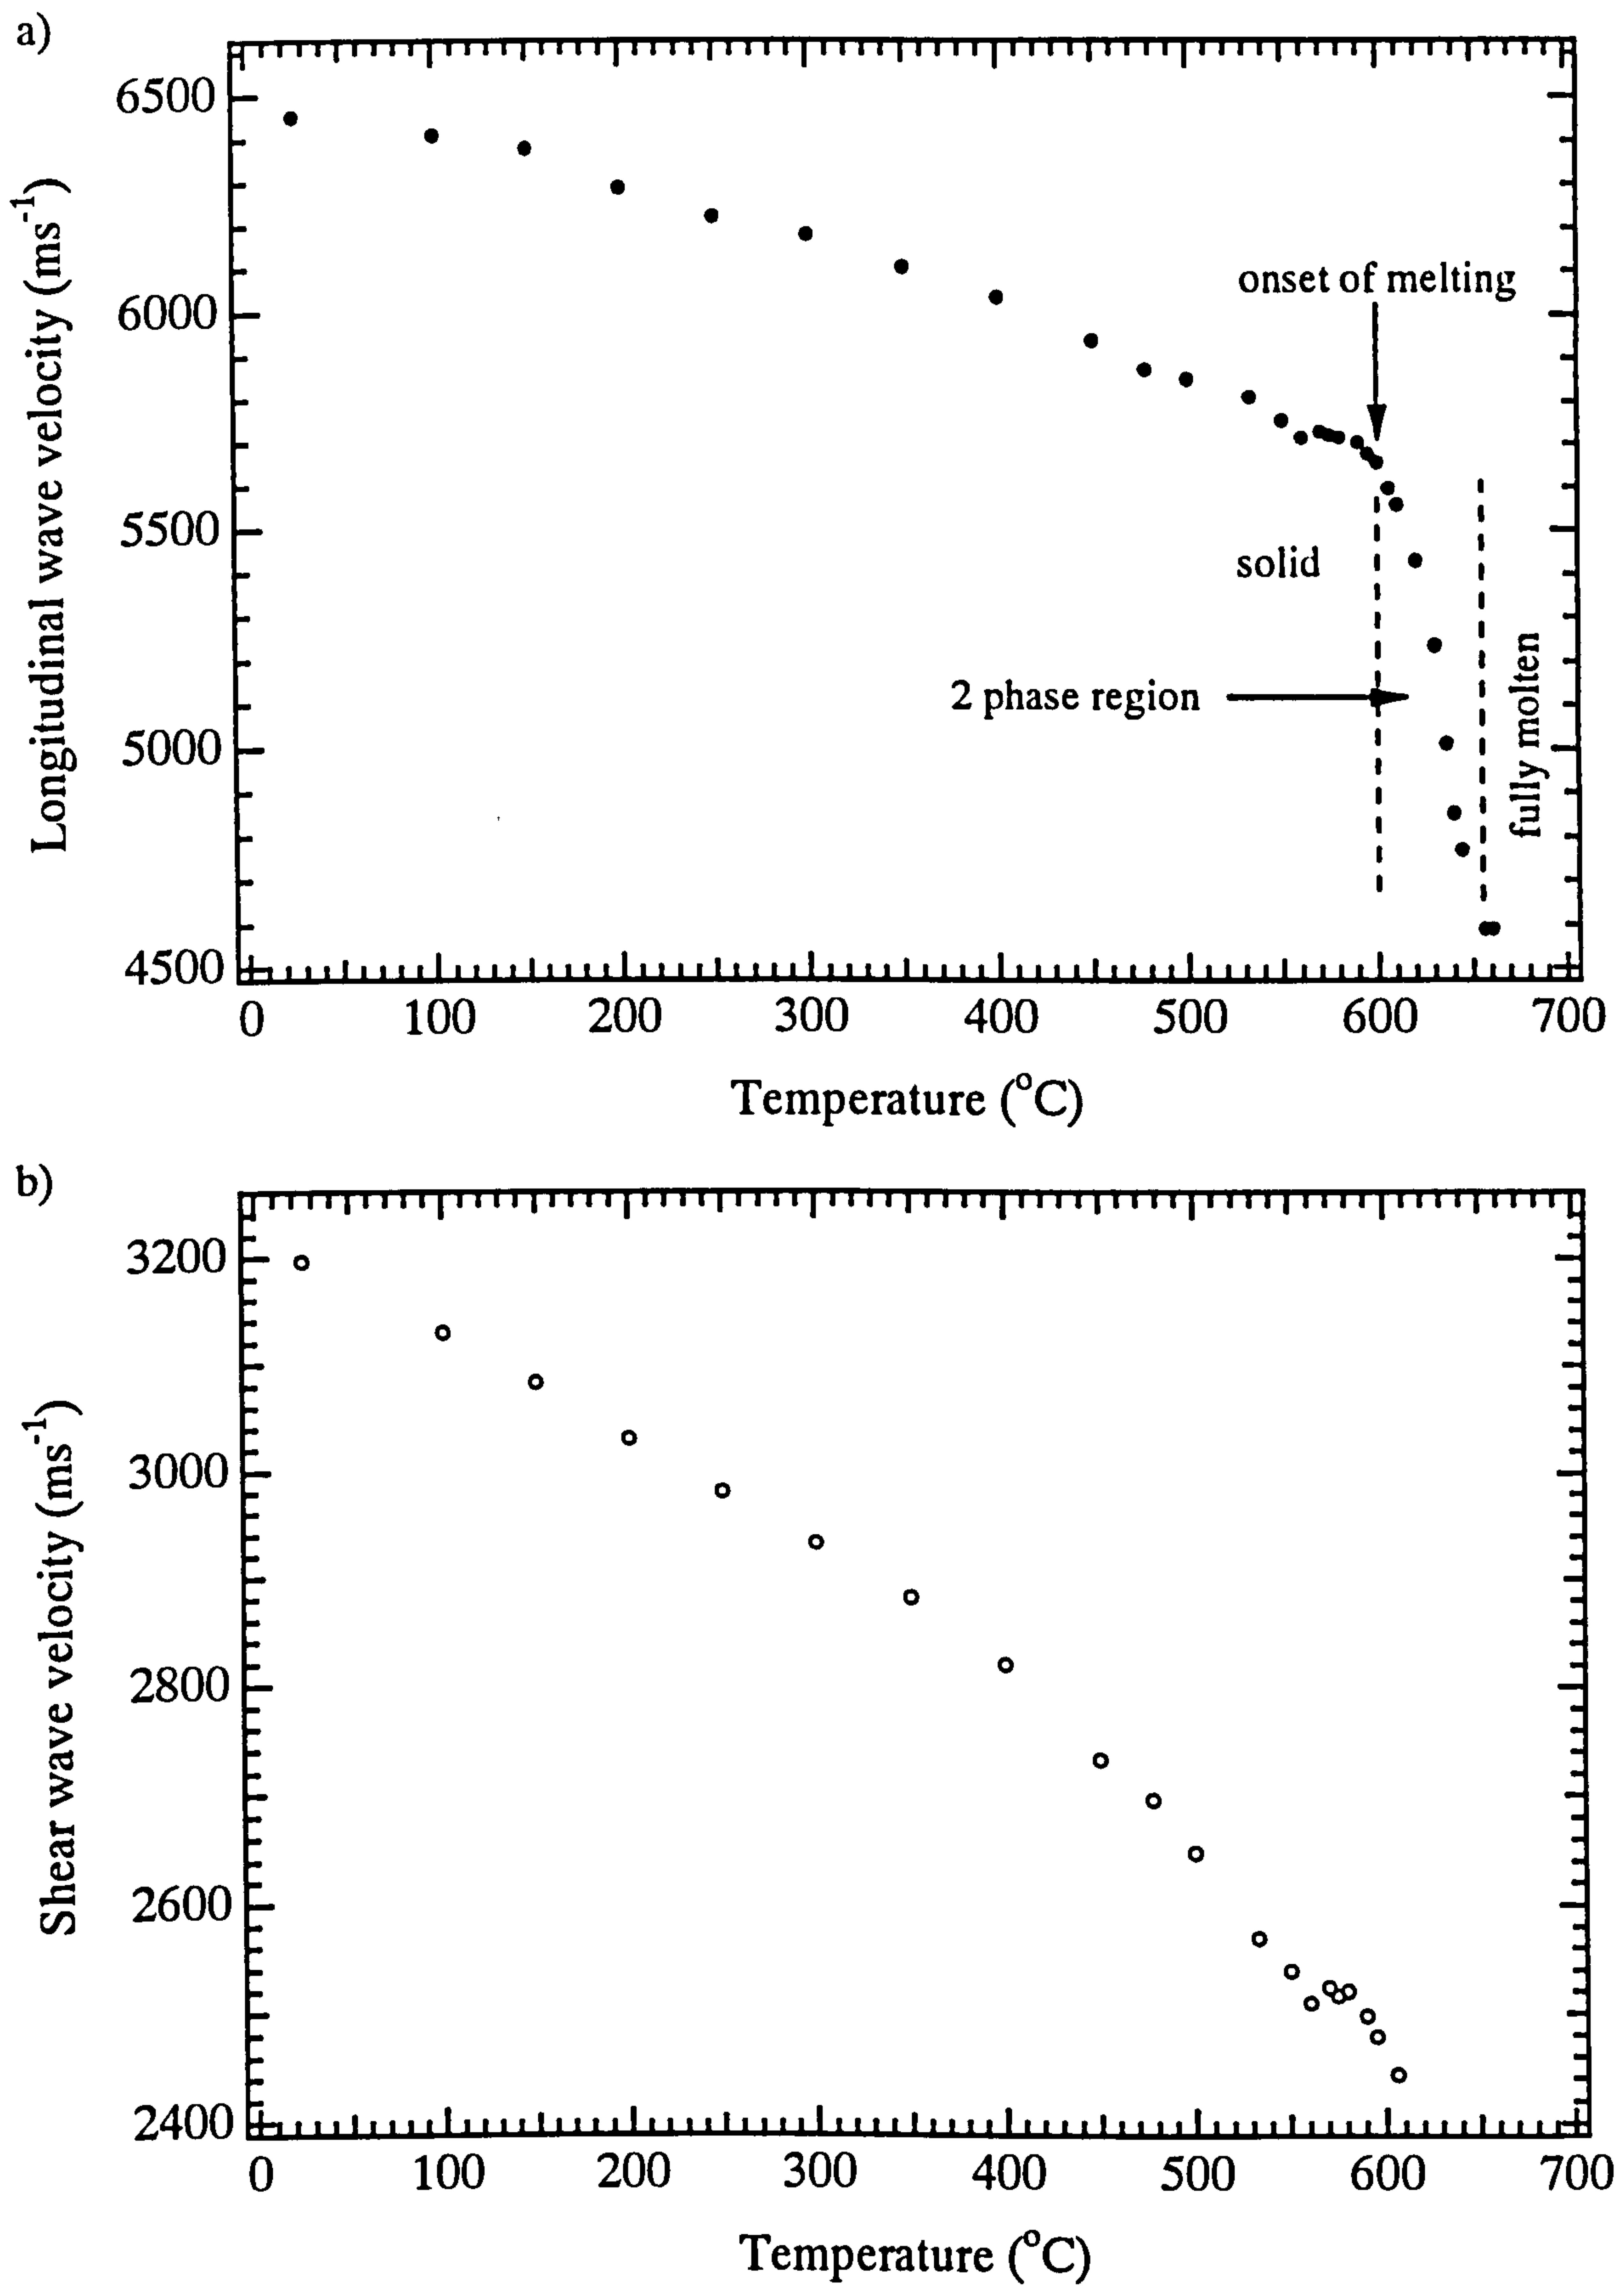 a)
6500
6000
5500
5000
4500
Longitudinal wave velocity (ms⁻¹)
onset of melting
solid
2 phase region
fully molten
0 100 200 300 400 500 600 700
Temperature (°C)
b)
3200
3000
2800
2600
2400
Shear wave velocity (ms⁻¹)
0 100 200 300 400 500 600 700
Temperature (°C)